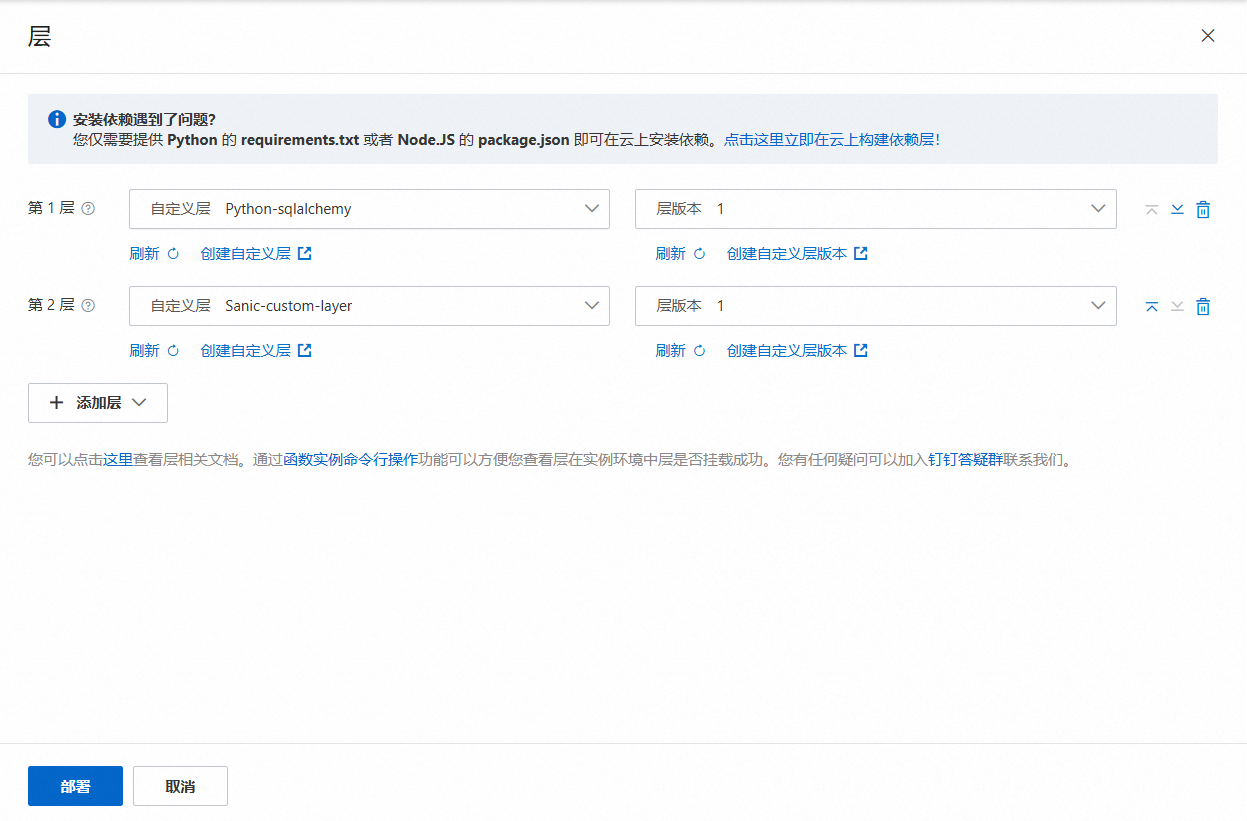 层
安装依赖遇到了问题?
您仅需要提供 Python 的 requirements.txt 或者 Node.JS 的 package.json 即可在云上安装依赖。点击这里立即在云上构建依赖层！
第 1 层 自定义层 Python-sqlalchemy 层版本 1
刷新 创建自定义层 刷新 创建自定义层版本
第 2 层 自定义层 Sanic-custom-layer 层版本 1
刷新 创建自定义层 刷新 创建自定义层版本
添加层
您可以点击这里查看层相关文档。通过函数实例命令行操作功能可以方便您查看层在实例环境中层是否挂载成功。您有任何疑问可以加入钉钉答疑群联系我们。
部署 取消